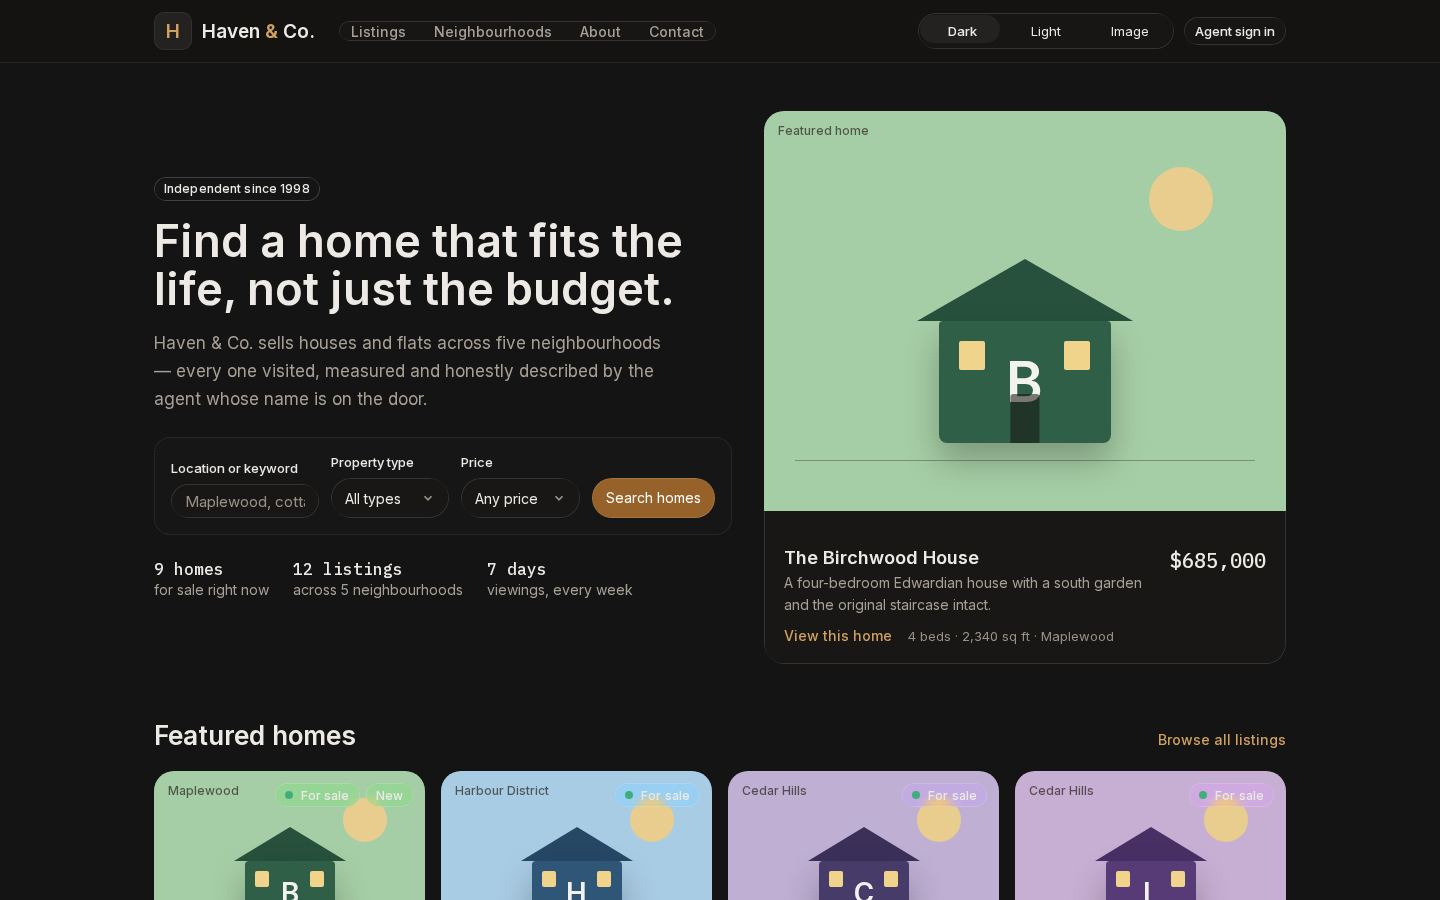 H Haven & Co. Listings Neighbourhoods About Contact Dark Light Image Agent sign in
Independent since 1998
Find a home that fits the
life, not just the budget.
Haven & Co. sells houses and flats across five neighbourhoods
— every one visited, measured and honestly described by the
agent whose name is on the door.
Location or keyword Property type Price
Maplewood, All types Any price Search homes
9 homes 12 listings 7 days
for sale right now across 5 neighbourhoods viewings, every week
Featured home
B
The Birchwood House $685,000
A four-bedroom Edwardian house with a south garden
and the original staircase intact.
View this home 4 beds · 2,340 sq ft · Maplewood
Featured homes Browse all listings
Maplewood For sale New
B
Harbour District For sale
H
Cedar Hills For sale
C
Cedar Hills For sale